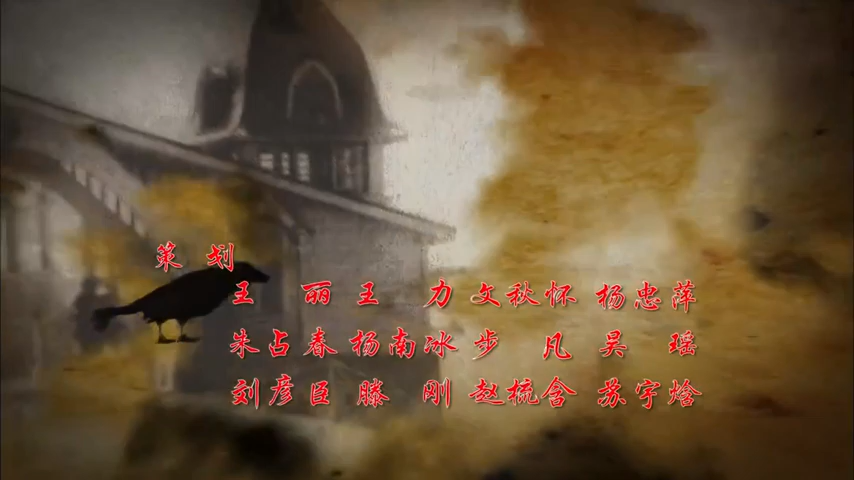 策划
王丽 王力 文秋怀 杨忠萍
朱占春 杨南冰 步凡 吴瑶
刘彦臣 滕刚 赵梳含 苏宇焓